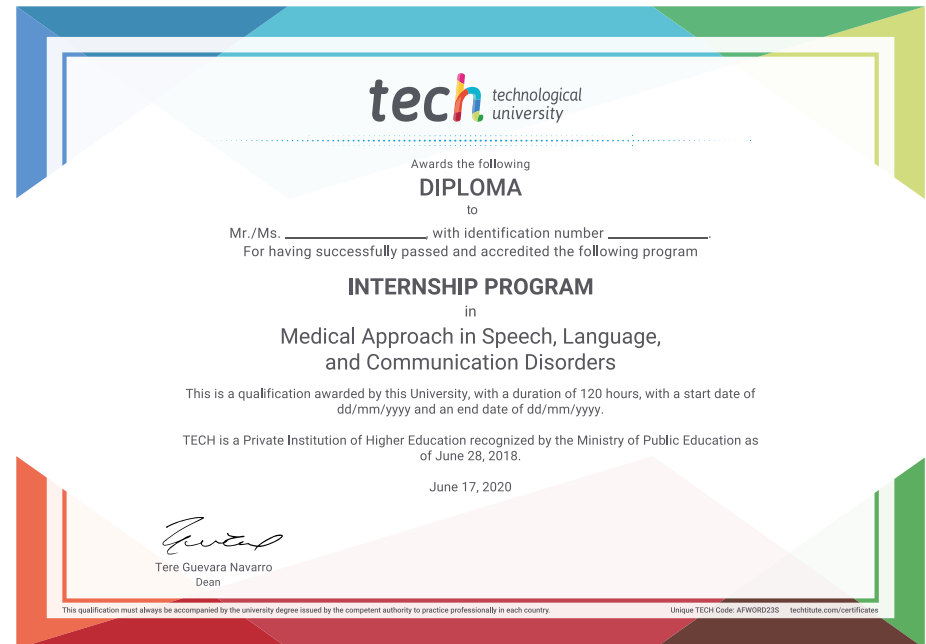 tech technological
university
Awards the following
DIPLOMA
to
Mr./Ms. ____________________, with identification number ______________.
For having successfully passed and accredited the following program
INTERNSHIP PROGRAM
in
Medical Approach in Speech, Language,
and Communication Disorders
This is a qualification awarded by this University, with a duration of 120 hours, with a start date of
dd/mm/yyyy and an end date of dd/mm/yyyy.
TECH is a Private Institution of Higher Education recognized by the Ministry of Public Education as
of June 28, 2018.
June 17, 2020
Tere Guevara Navarro
Dean
This qualification must always be accompanied by the university degree issued by the competent authority to practice professionally in each country. Unique TECH Code: AFWORD23S techtitute.com/certificates